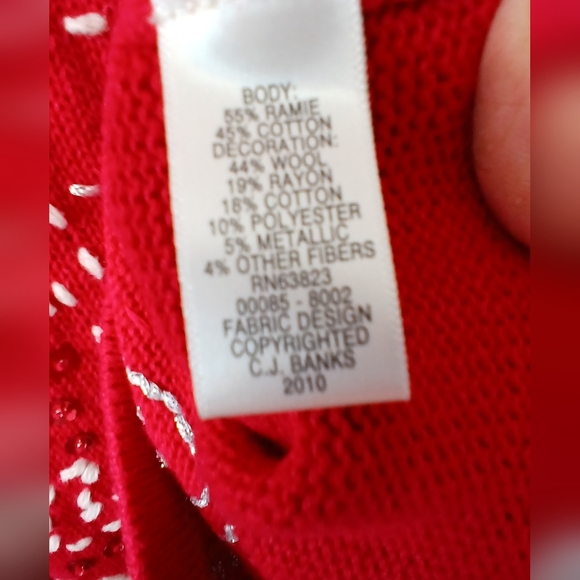 BODY:
55% RAMIE
45% COTTON
DECORATION:
44% WOOL
19% RAYON
18% COTTON
10% POLYESTER
5% METALLIC
4% OTHER FIBERS
RN63823
00085 - 8002
FABRIC DESIGN
COPYRIGHTED
C.J. BANKS
2010